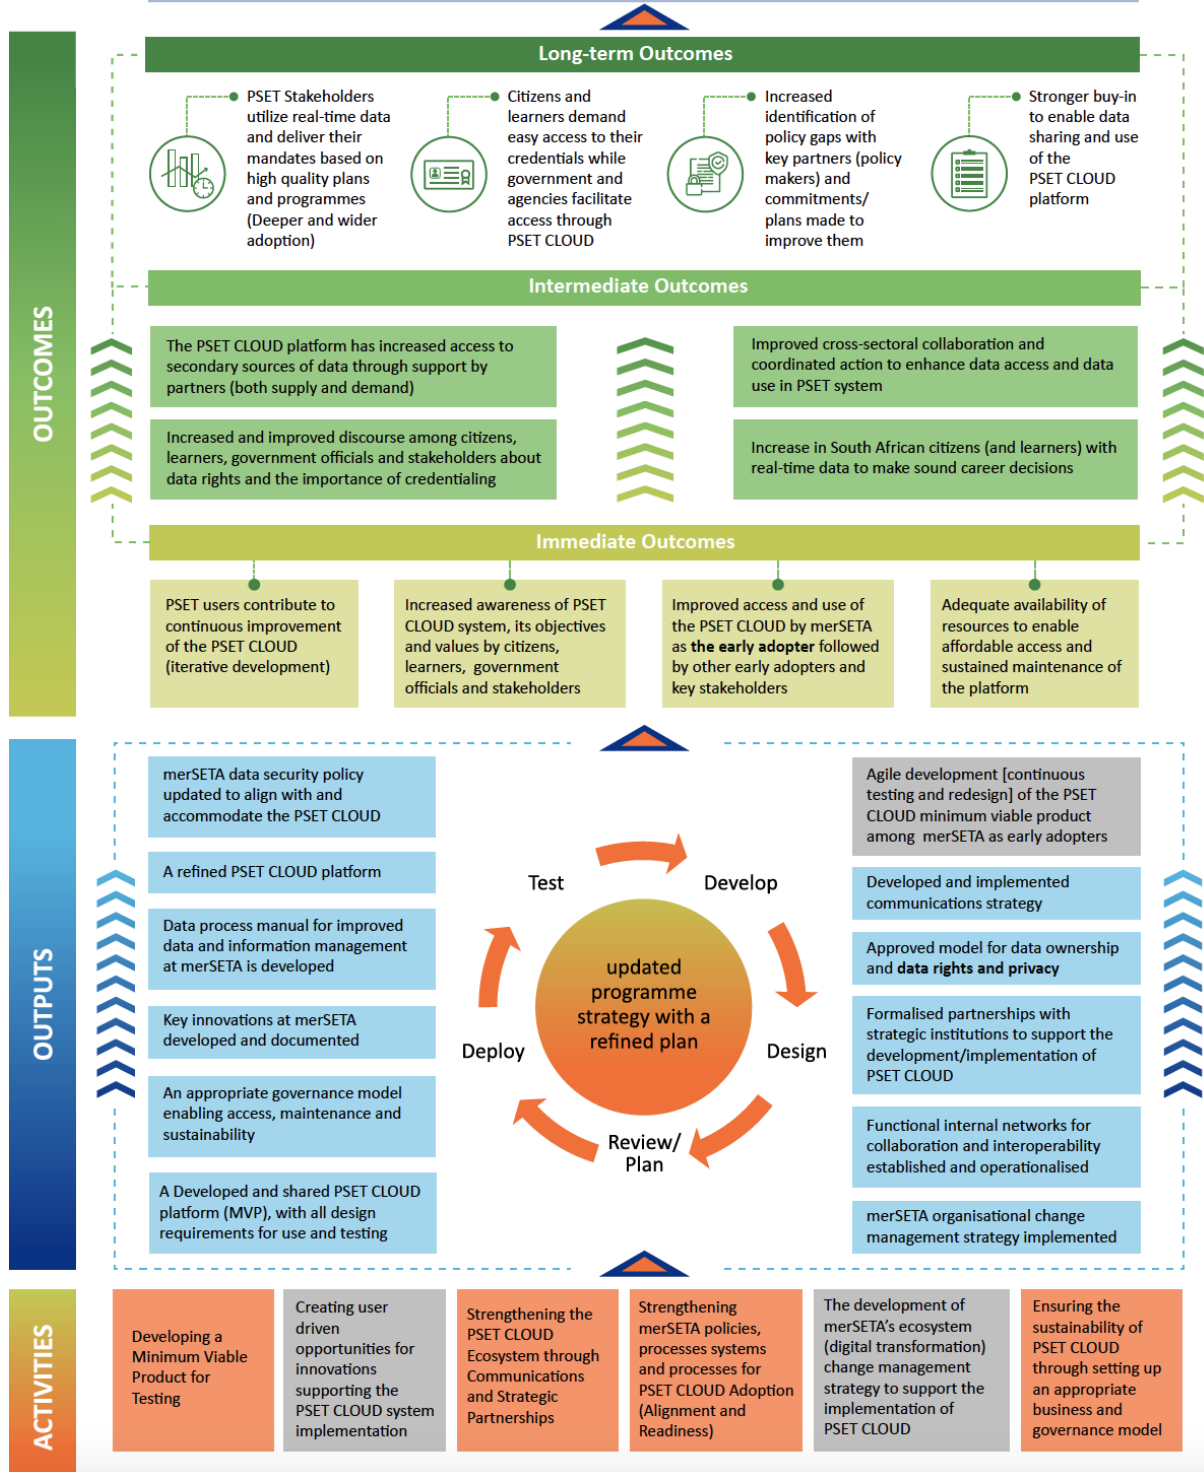 Long-term Outcomes
PSET Stakeholders
utilize real-time data
and deliver their
mandates based on
high quality plans
and programmes
(Deeper and wider
adoption)
Citizens and
learners demand
easy access to their
credentials while
government and
agencies facilitate
access through
PSET CLOUD
Increased
identification of
policy gaps with
key partners (policy
makers) and
commitments/
plans made to
improve them
Stronger buy-in
to enable data
sharing and use
of the
PSET CLOUD
platform
OUTCOMES
Intermediate Outcomes
The PSET CLOUD platform has increased access to
secondary sources of data through support by
partners (both supply and demand)
Improved cross-sectoral collaboration and
coordinated action to enhance data access and data
use in PSET system
Increased and improved discourse among citizens,
learners, government officials and stakeholders about
data rights and the importance of credentialing
Increase in South African citizens (and learners) with
real-time data to make sound career decisions
Immediate Outcomes
PSET users contribute to
continuous improvement
of the PSET CLOUD
(iterative development)
Increased awareness of PSET
CLOUD system, its objectives
and values by citizens,
learners, government
officials and stakeholders
Improved access and use of
the PSET CLOUD by merSETA
as the early adopter followed
by other early adopters and
key stakeholders
Adequate availability of
resources to enable
affordable access and
sustained maintenance of
the platform
OUTPUTS
merSETA data security policy
updated to align with and
accommodate the PSET CLOUD
A refined PSET CLOUD platform
Data process manual for improved
data and information management
at merSETA is developed
Key innovations at merSETA
developed and documented
An appropriate governance model
enabling access, maintenance and
sustainability
A Developed and shared PSET CLOUD
platform (MVP), with all design
requirements for use and testing
Test
Develop
updated
programme
strategy with a
refined plan
Deploy
Design
Review/
Plan
Agile development [continuous
testing and redesign] of the PSET
CLOUD minimum viable product
among merSETA as early adopters
Developed and implemented
communications strategy
Approved model for data ownership
and data rights and privacy
Formalised partnerships with
strategic institutions to support the
development/implementation of
PSET CLOUD
Functional internal networks for
collaboration and interoperability
established and operationalised
merSETA organisational change
management strategy implemented
ACTIVITIES
Developing a
Minimum Viable
Product for
Testing
Creating user
driven
opportunities for
innovations
supporting the
PSET CLOUD system
implementation
Strengthening the
PSET CLOUD
Ecosystem through
Communications
and Strategic
Partnerships
Strengthening
merSETA policies,
processes systems
and processes for
PSET CLOUD Adoption
(Alignment and
Readiness)
The development of
merSETA's ecosystem
(digital transformation)
change management
strategy to support the
implementation of
PSET CLOUD
Ensuring the
sustainability of
PSET CLOUD
through setting up
an appropriate
business and
governance model